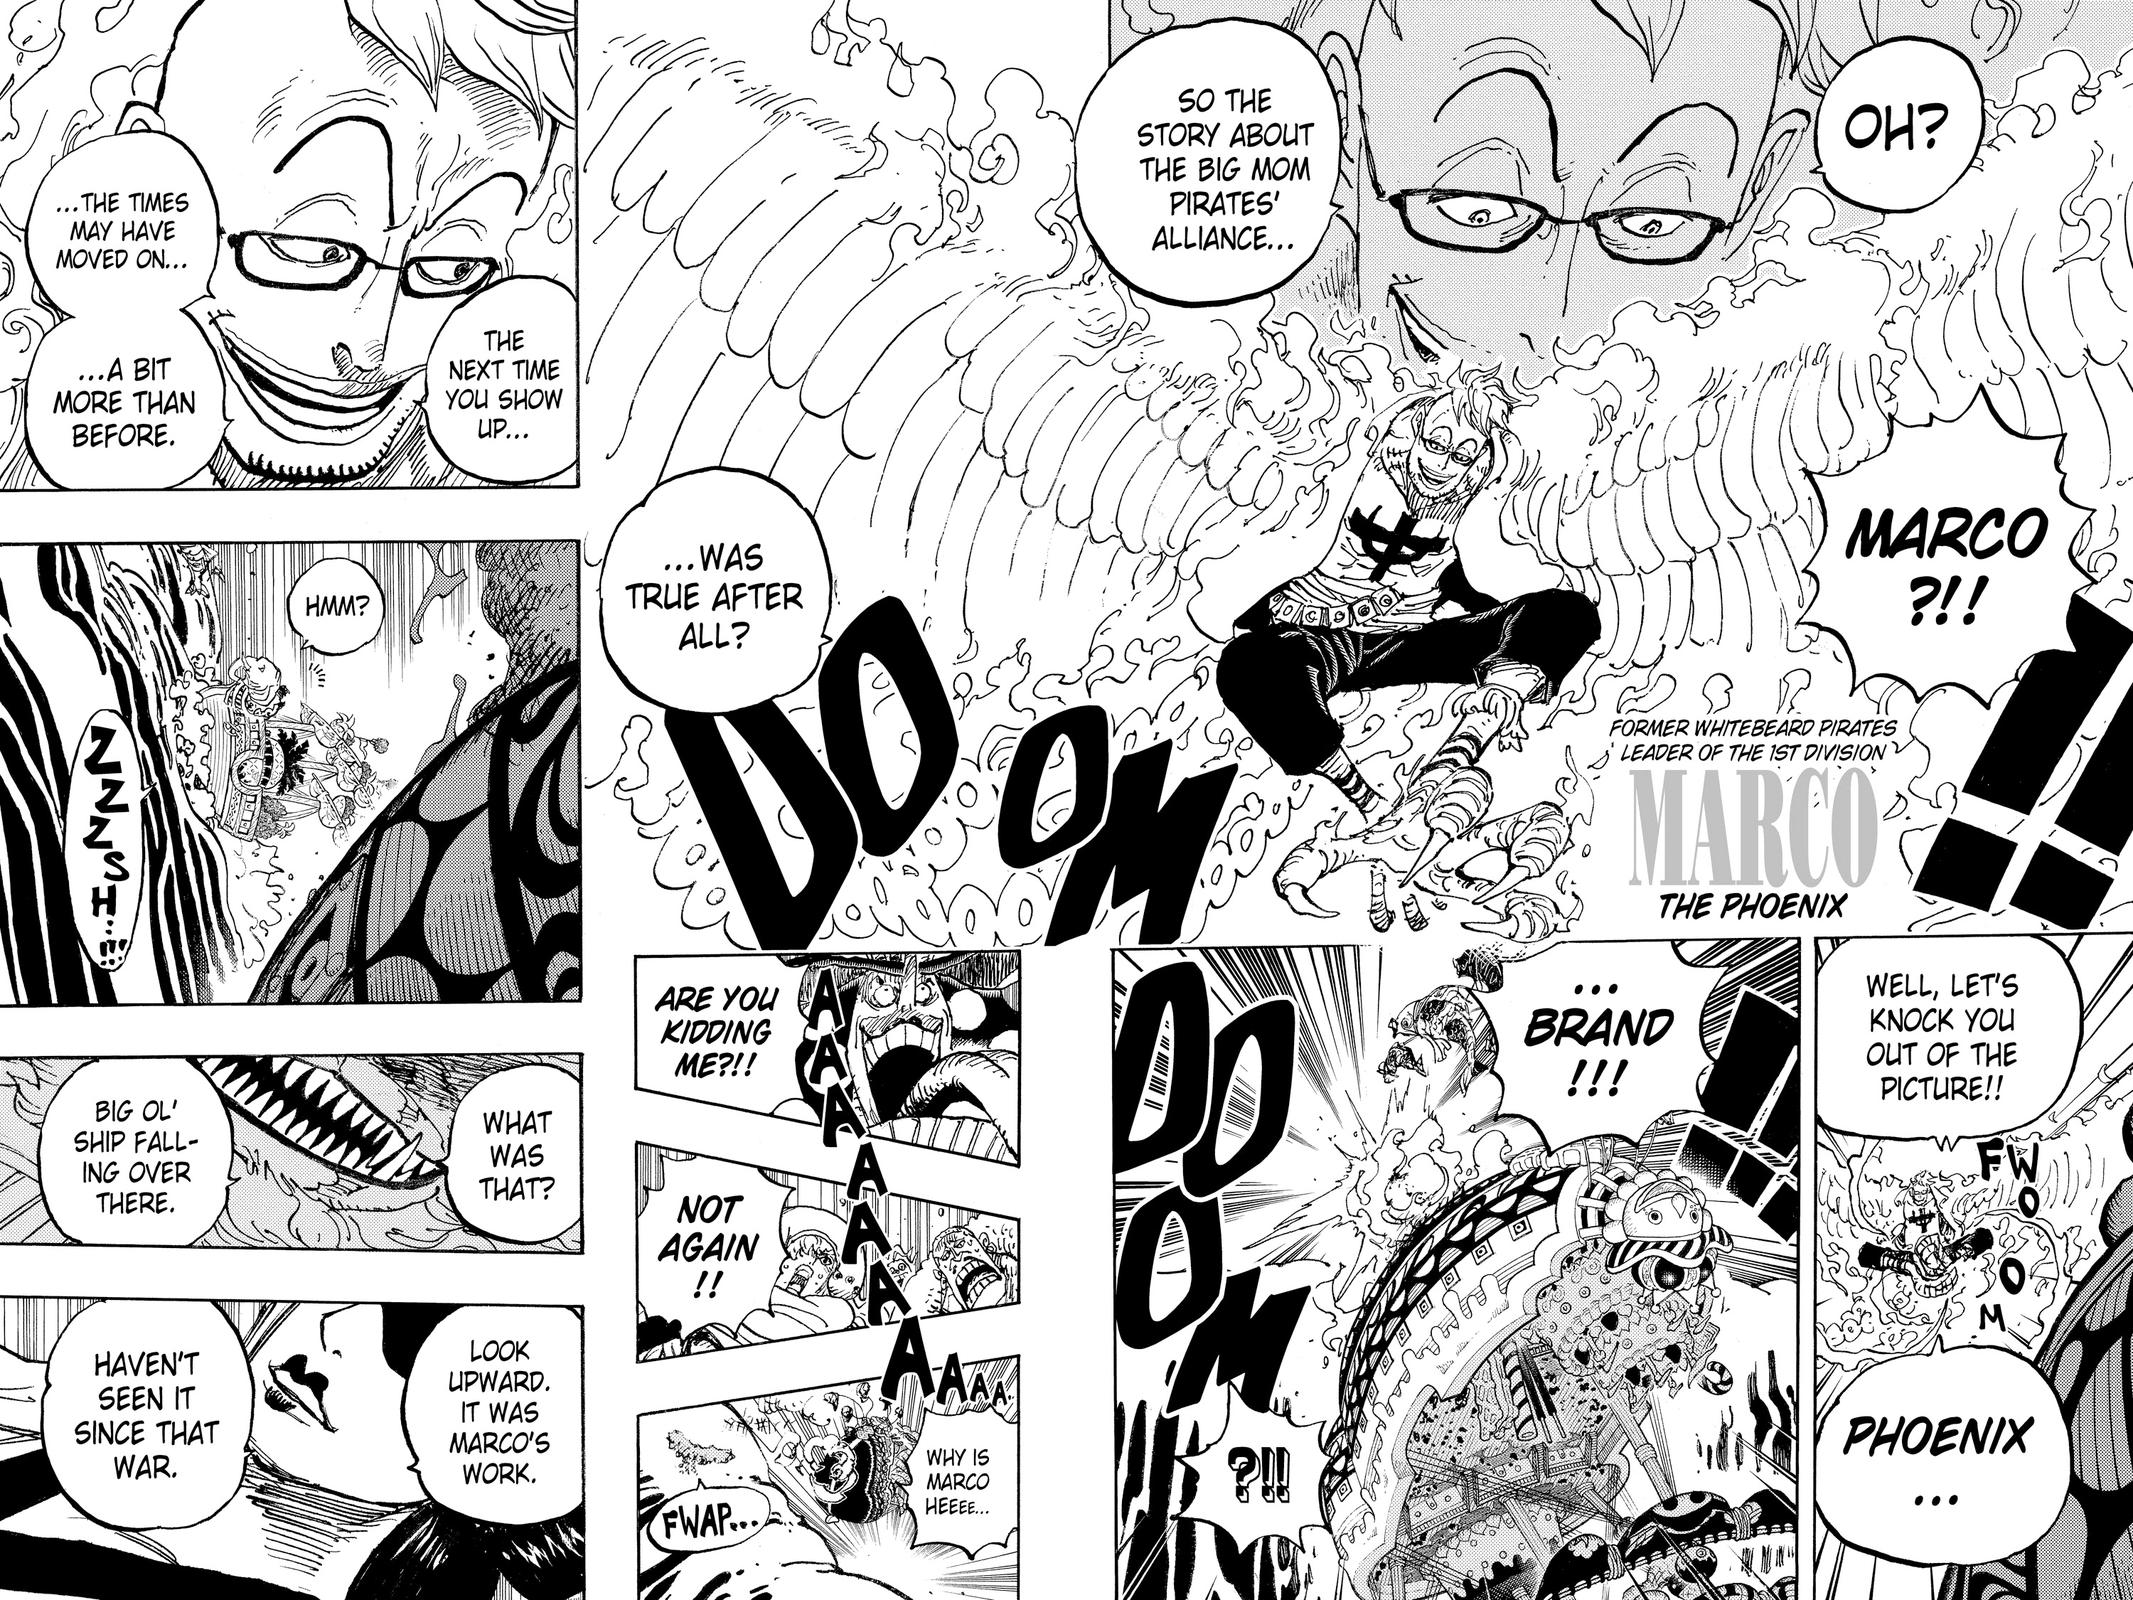 OH?
SO THE
STORY ABOUT
THE BIG MOM
PIRATES'
ALLIANCE...
MARCO
?!!
...WAS
TRUE AFTER
ALL?
DOOM
!!
FORMER WHITEBEARD PIRATES
LEADER OF THE 1ST DIVISION
MARCO
THE PHOENIX
WELL, LET'S
KNOCK YOU
OUT OF THE
PICTURE!!
FWOOM
PHOENIX
...
...
BRAND
!!!
!!
DOOM
?!!
ARE YOU
KIDDING
ME?!!
AAAAAAAAAAA.
NOT
AGAIN
!!
WHY IS
MARCO
HEEEE...
FWAP...
THE
NEXT TIME
YOU SHOW
UP...
...THE TIMES
MAY HAVE
MOVED ON...
...A BIT
MORE THAN
BEFORE.
HMM?
ZZZSH...!!!
WHAT
WAS
THAT?
BIG OL'
SHIP FALL-
ING OVER
THERE.
LOOK
UPWARD.
IT WAS
MARCO'S
WORK.
HAVEN'T
SEEN IT
SINCE THAT
WAR.